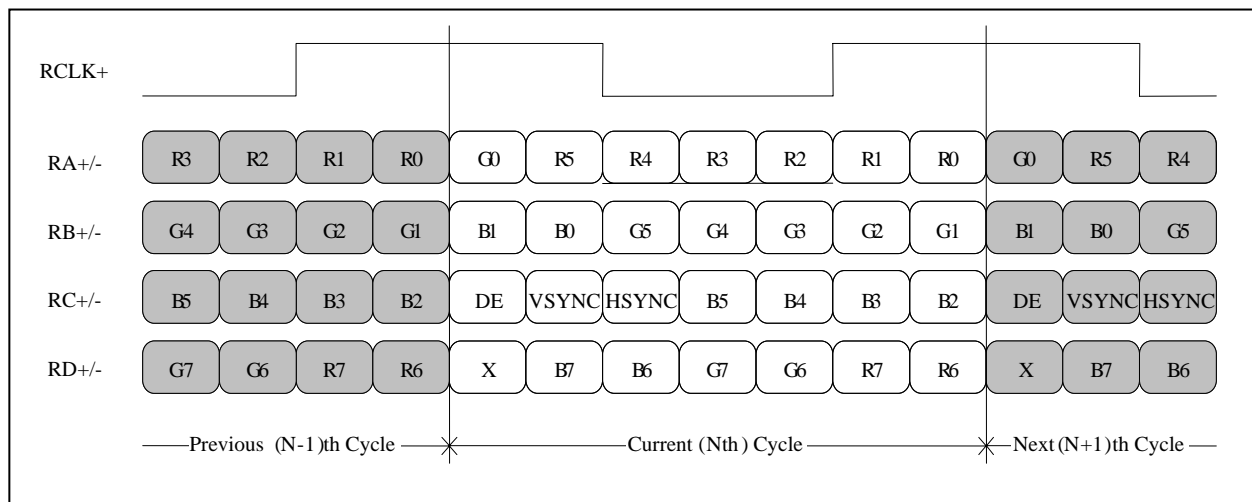 RCLK+
RA+/- R3 R2 R1 R0 G0 R5 R4 R3 R2 R1 R0 G0 R5 R4
RB+/- G4 G3 G2 G1 B1 B0 G5 G4 G3 G2 G1 B1 B0 G5
RC+/- B5 B4 B3 B2 DE VSYNC HSYNC B5 B4 B3 B2 DE VSYNC HSYNC
RD+/- G7 G6 R7 R6 X B7 B6 G7 G6 R7 R6 X B7 B6
Previous (N-1)th Cycle Current (Nth) Cycle Next (N+1)th Cycle